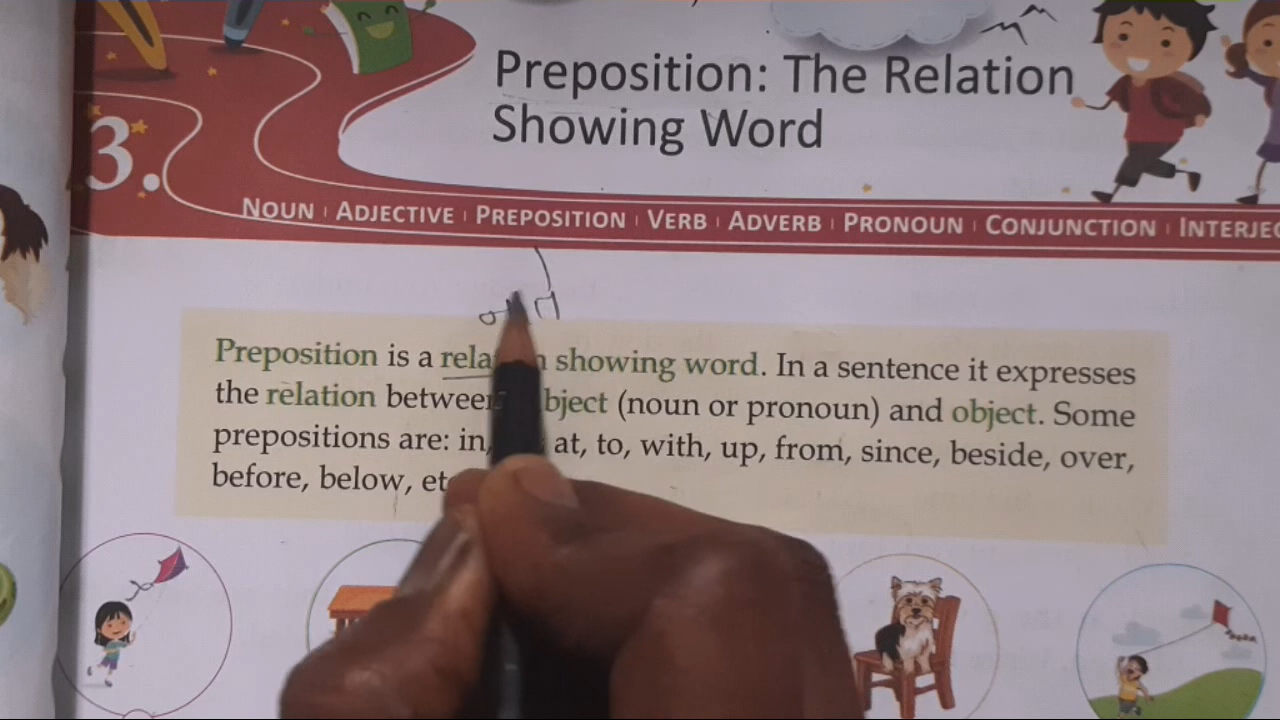 Preposition: The Relation
Showing Word
3.
NOUN | ADJECTIVE | PREPOSITION | VERB | ADVERB | PRONOUN | CONJUNCTION |
Preposition is a showing word. In a sentence it expresses
the relation between (noun or pronoun) and object. Some
prepositions are: in, at, to, with, up, from, since, beside, over,
before, below,